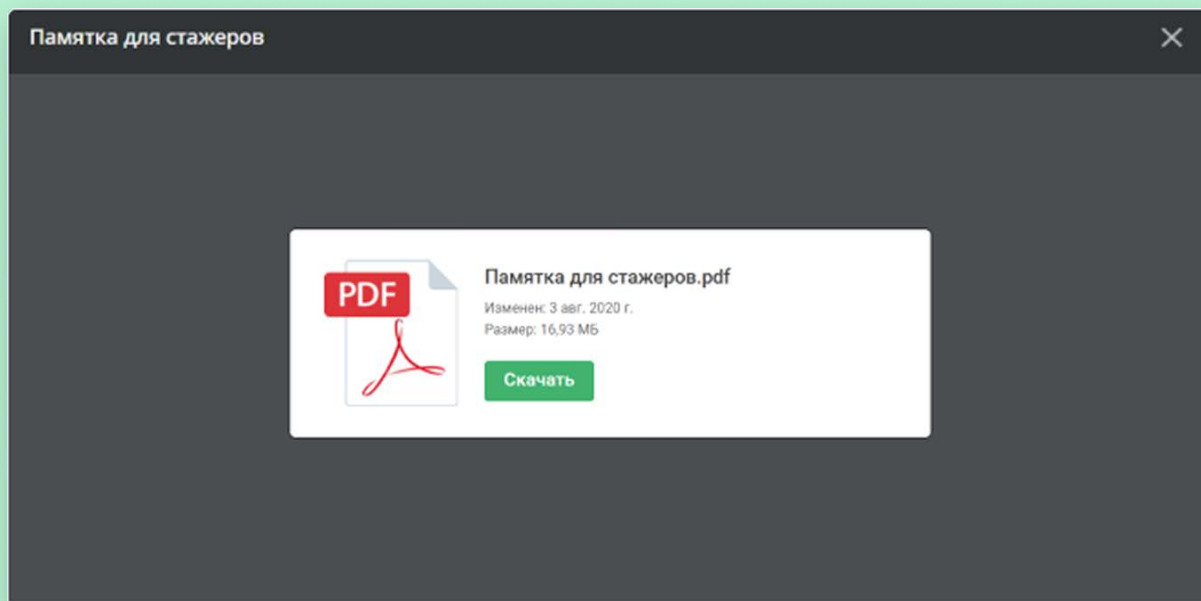 Памятка для стажеров
PDF
Памятка для стажеров.pdf
Изменен: 3 авг. 2020 г.
Размер: 16,93 МБ
Скачать